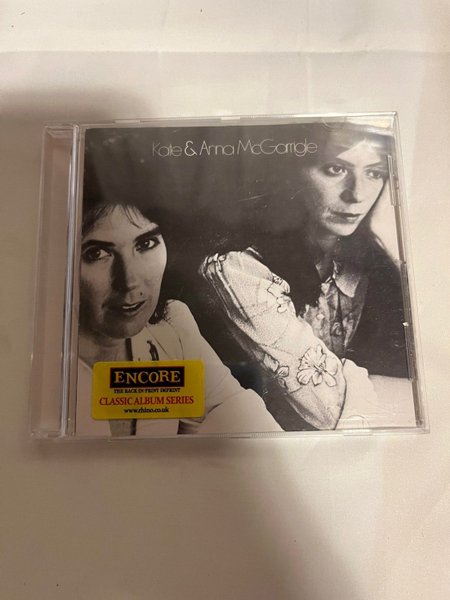 Kate & Anna McGarrigle
ENCORE
THE BACK IN PRINT IMPRINT
CLASSIC ALBUM SERIES
www.rhino.co.uk